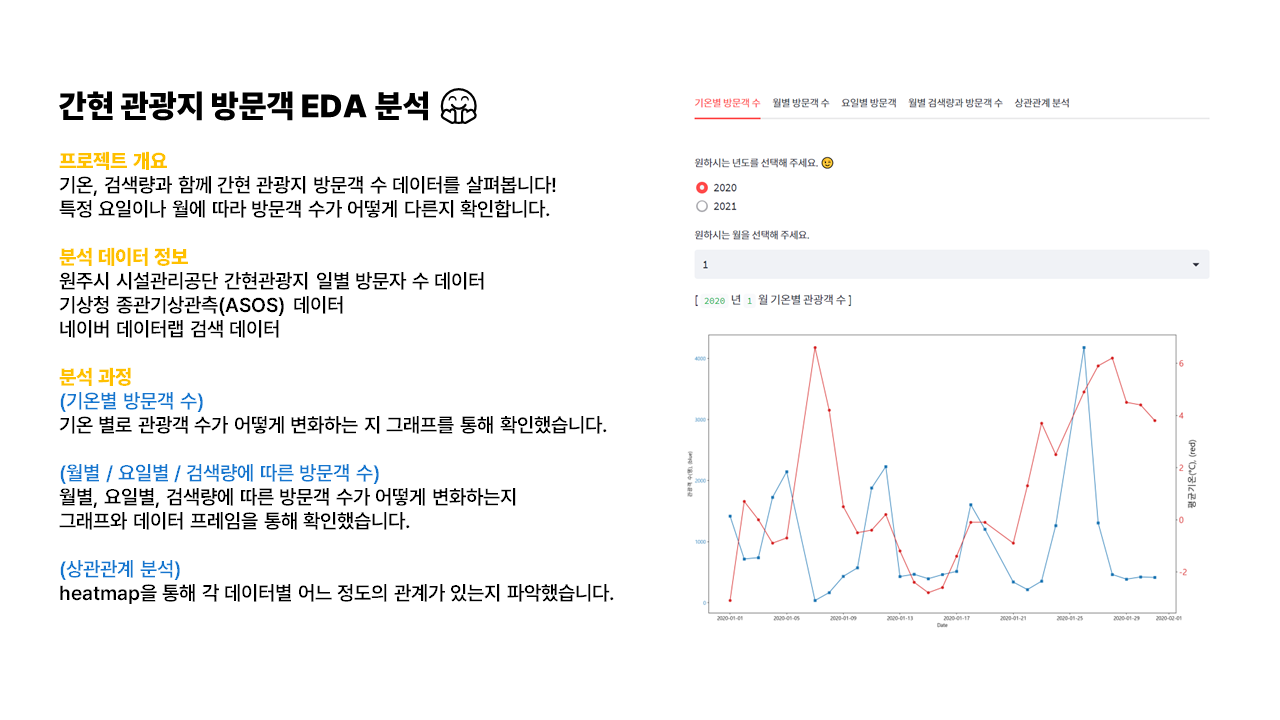 간현 관광지 방문객 EDA 분석 🤗
프로젝트 개요
기온, 검색량과 함께 간현 관광지 방문객 수 데이터를 살펴봅니다!
특정 요일이나 월에 따라 방문객 수가 어떻게 다른지 확인합니다.
분석 데이터 정보
원주시 시설관리공단 간현관광지 일별 방문자 수 데이터
기상청 종관기상관측(ASOS) 데이터
네이버 데이터랩 검색 데이터
분석 과정
(기온별 방문객 수)
기온 별로 관광객 수가 어떻게 변화하는 지 그래프를 통해 확인했습니다.
(월별 / 요일별 / 검색량에 따른 방문객 수)
월별, 요일별, 검색량에 따른 방문객 수가 어떻게 변화하는지
그래프와 데이터 프레임을 통해 확인했습니다.
(상관관계 분석)
heatmap을 통해 각 데이터별 어느 정도의 관계가 있는지 파악했습니다.
기온별 방문객 수 월별 방문객 수 요일별 방문객 월별 검색량과 방문객 수 상관관계 분석
원하시는 년도를 선택해 주세요. 😉
2020
2021
원하시는 월을 선택해 주세요.
1
[ 2020 년 1 월 기온별 관광객 수 ]
4000
3000
2000
1000
0
관광객 수(명), (blue)
6
4
2
0
-2
평균기온(℃), (red)
2020-01-01 2020-01-05 2020-01-09 2020-01-13 2020-01-17 2020-01-21 2020-01-25 2020-01-29 2020-02-01
Date